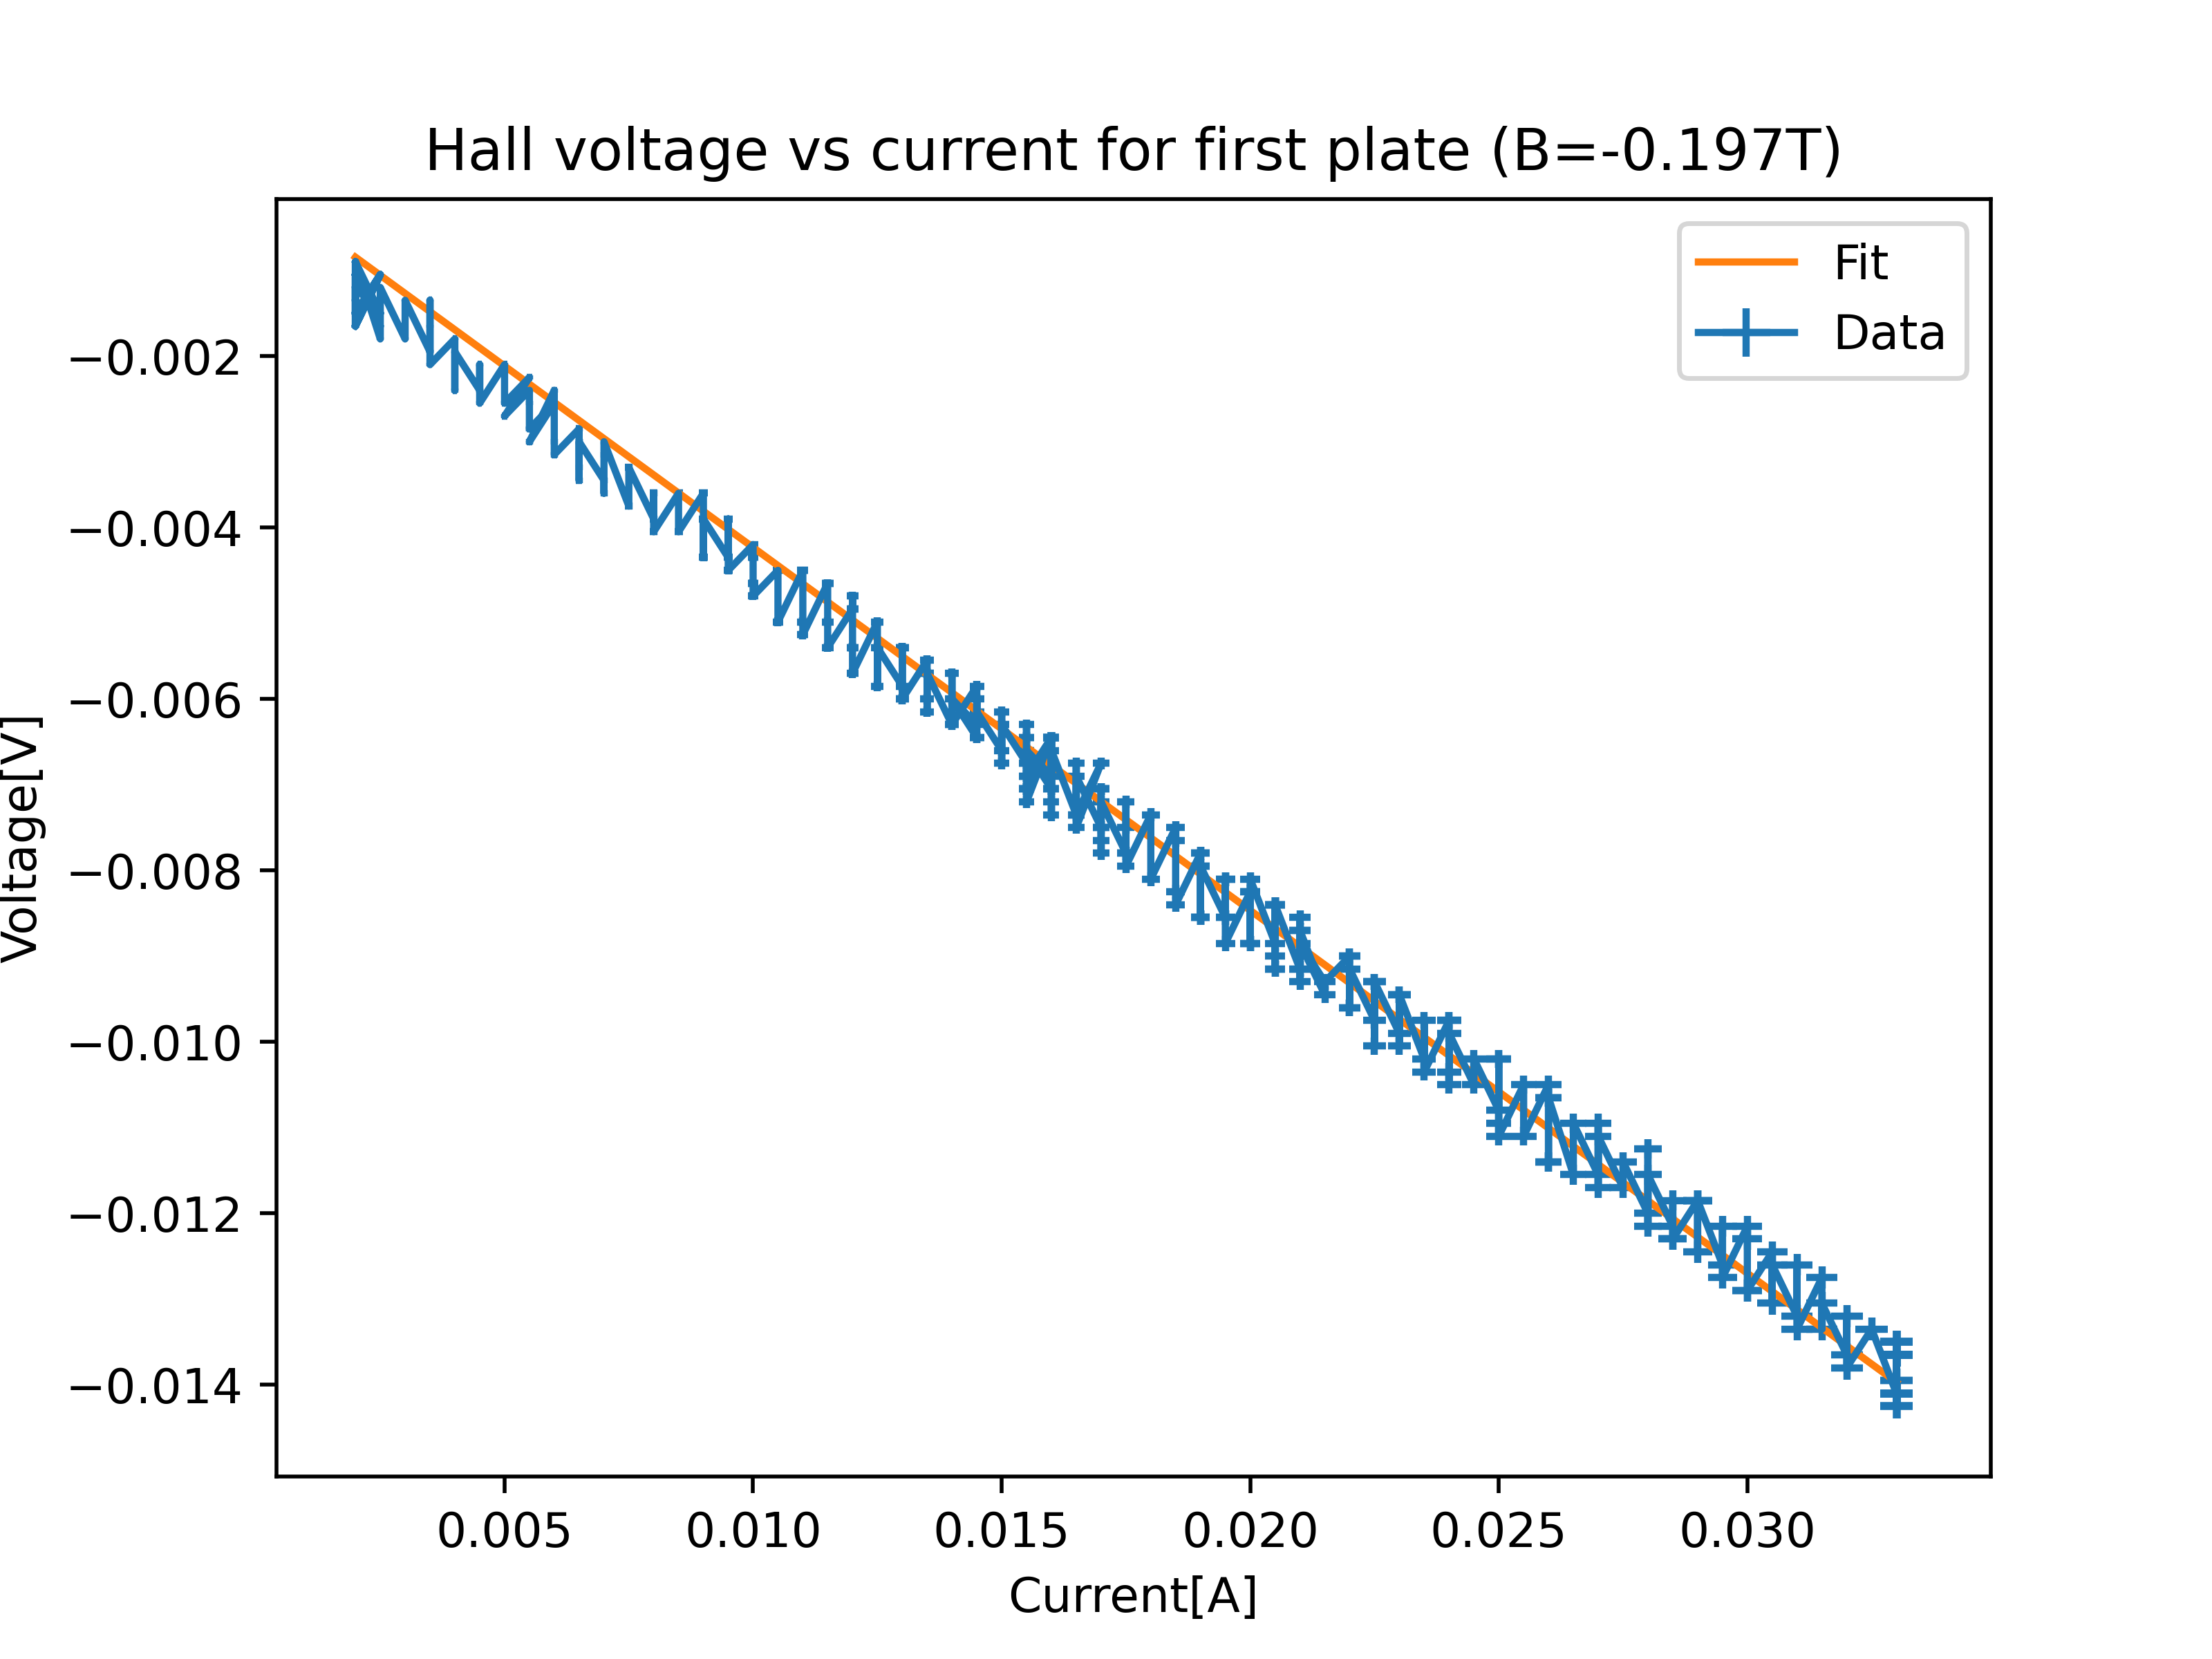 Hall voltage vs current for first plate (B=-0.197T)
Fit
Data
−0.002
−0.004
−0.006
−0.008
−0.010
−0.012
−0.014
Voltage[V]
0.005 0.010 0.015 0.020 0.025 0.030
Current[A]